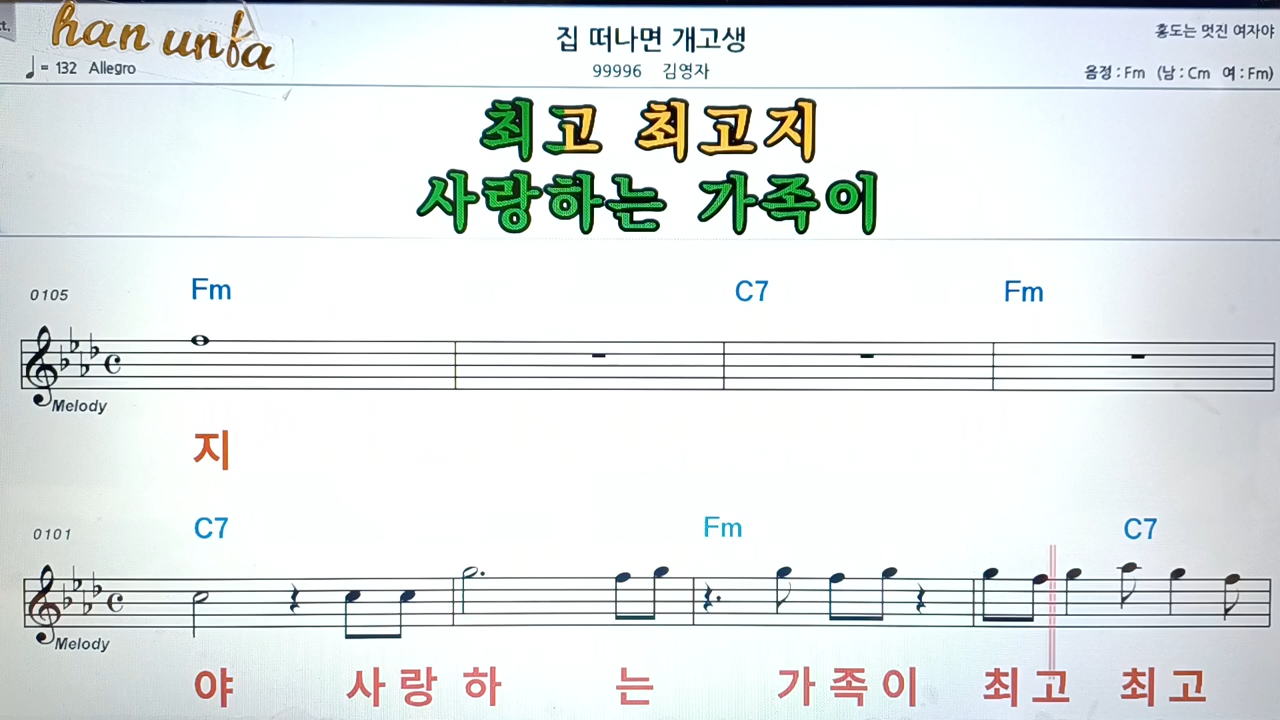 ct.
han unfa
집 떠나면 개고생
홍도는 멋진 여자야
♩ = 132 Allegro
99996 김영자
음정 : Fm (남 : Cm 여 : Fm)
최고 최고지
사랑하는 가족이
0105 Fm C7 Fm
Melody
지
0101 C7 Fm C7
Melody
야 사 랑 하 는 가 족 이 최 고 최 고